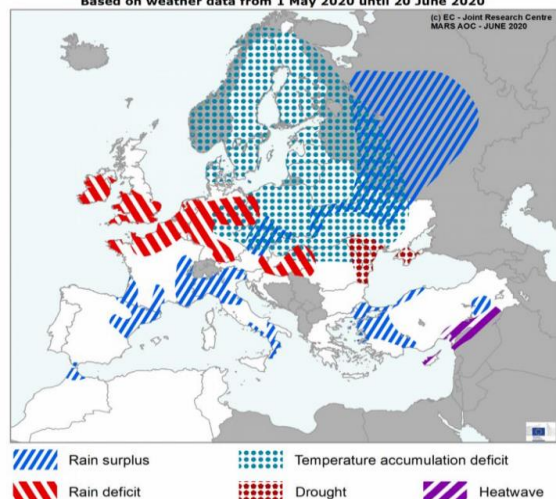 Based on weather data from 1 May 2020 until 20 June 2020
(c) EC - Joint Research Centre
MARS AOC - JUNE 2020
Rain surplus
Temperature accumulation deficit
Rain deficit
Drought
Heatwave